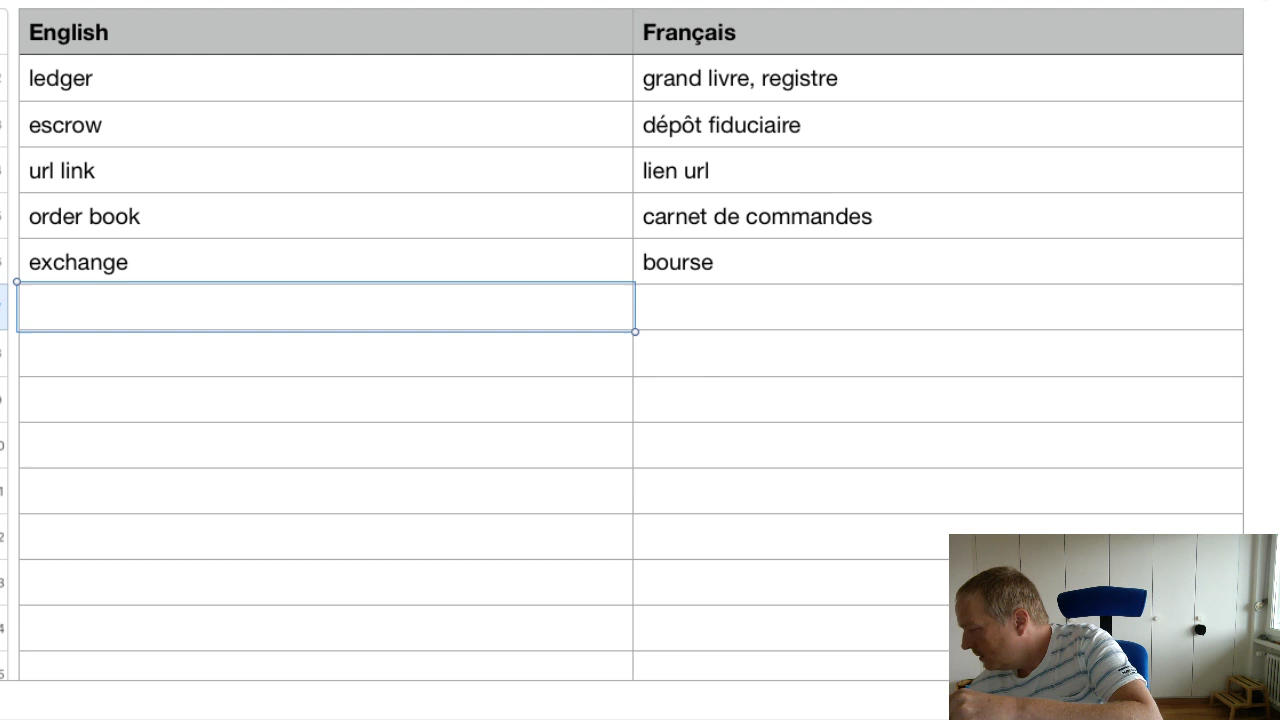 English Français
ledger grand livre, registre
escrow dépôt fiduciaire
url link lien url
order book carnet de commandes
exchange bourse